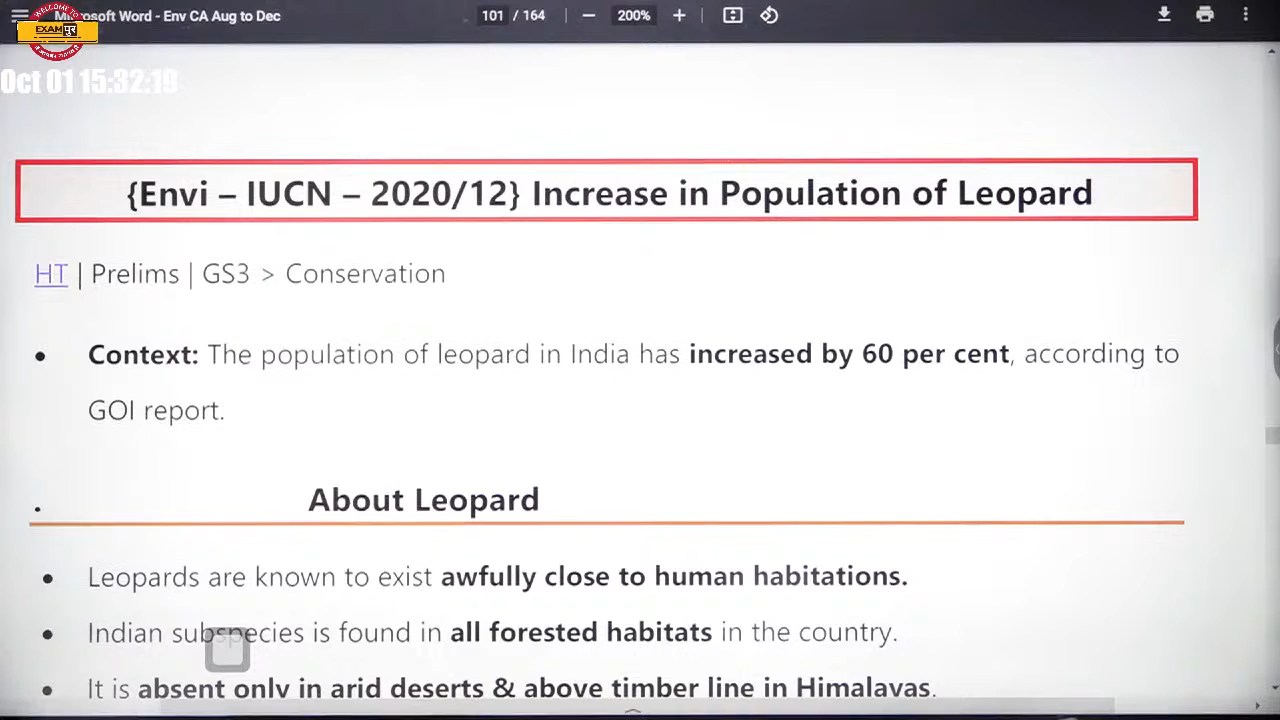 Microsoft Word - Env CA Aug to Dec
101 / 164
200%
WELCOME TO
EXAM पुर
Oct 01 15:32:19
{Envi – IUCN – 2020/12} Increase in Population of Leopard
HT | Prelims | GS3 > Conservation
• Context: The population of leopard in India has increased by 60 per cent, according to
GOI report.
. About Leopard
• Leopards are known to exist awfully close to human habitations.
• Indian subspecies is found in all forested habitats in the country.
• It is absent only in arid deserts & above timber line in Himalayas.